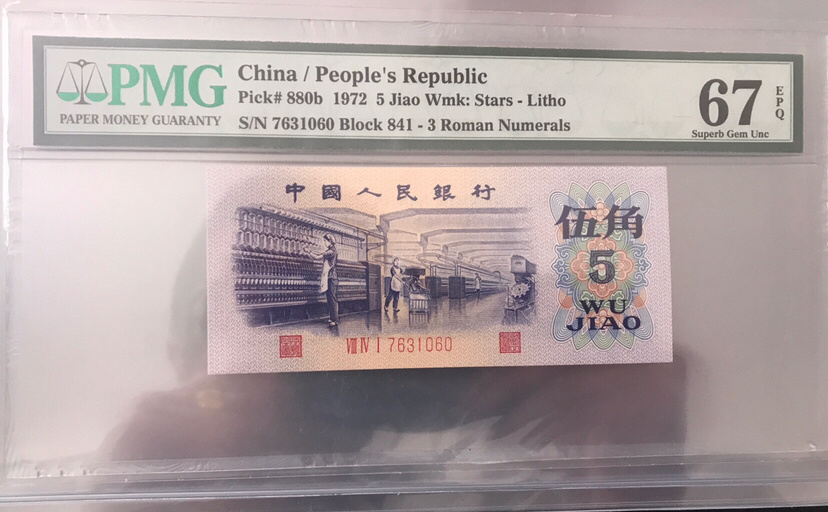 PMG
PAPER MONEY GUARANTY
China / People's Republic
Pick# 880b 1972 5 Jiao Wmk: Stars - Litho
S/N 7631060 Block 841 - 3 Roman Numerals
67
EPQ
Superb Gem Unc
中國人民銀行
伍角
5
WU
JIAO
VIII IV I 7631060